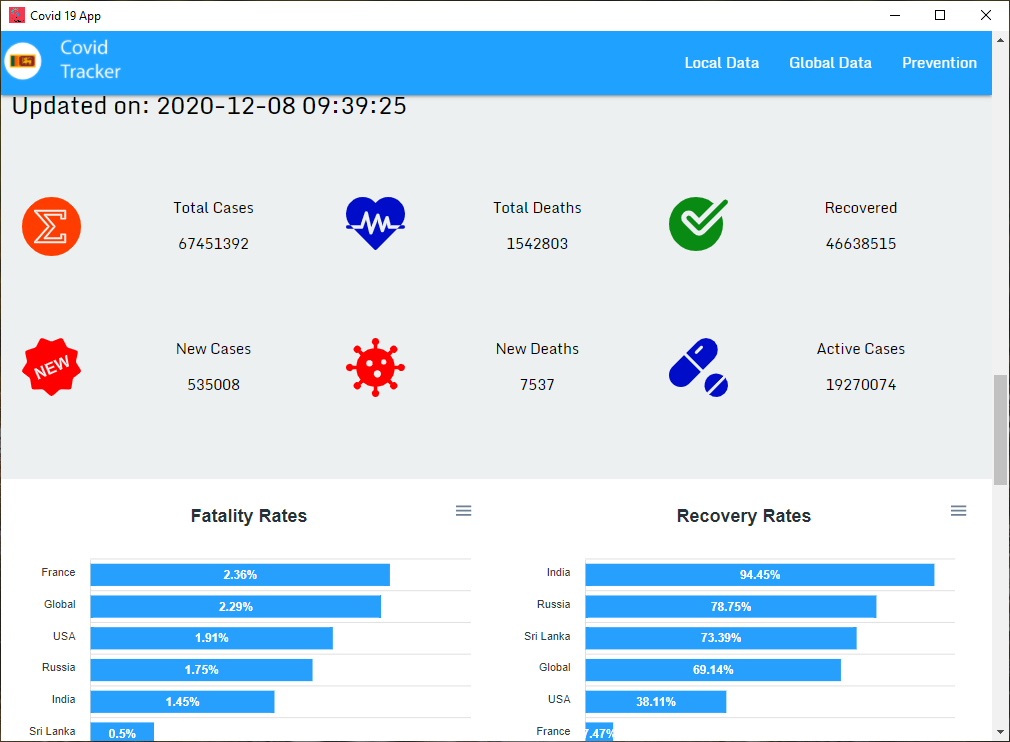 Covid 19 App
Covid
Tracker
Local Data
Global Data
Prevention
Updated on: 2020-12-08 09:39:25
Total Cases
67451392
Total Deaths
1542803
Recovered
46638515
NEW
New Cases
535008
New Deaths
7537
Active Cases
19270074
Fatality Rates
France 2.36%
Global 2.29%
USA 1.91%
Russia 1.75%
India 1.45%
Sri Lanka 0.5%
Recovery Rates
India 94.45%
Russia 78.75%
Sri Lanka 73.39%
Global 69.14%
USA 38.11%
France 7.47%